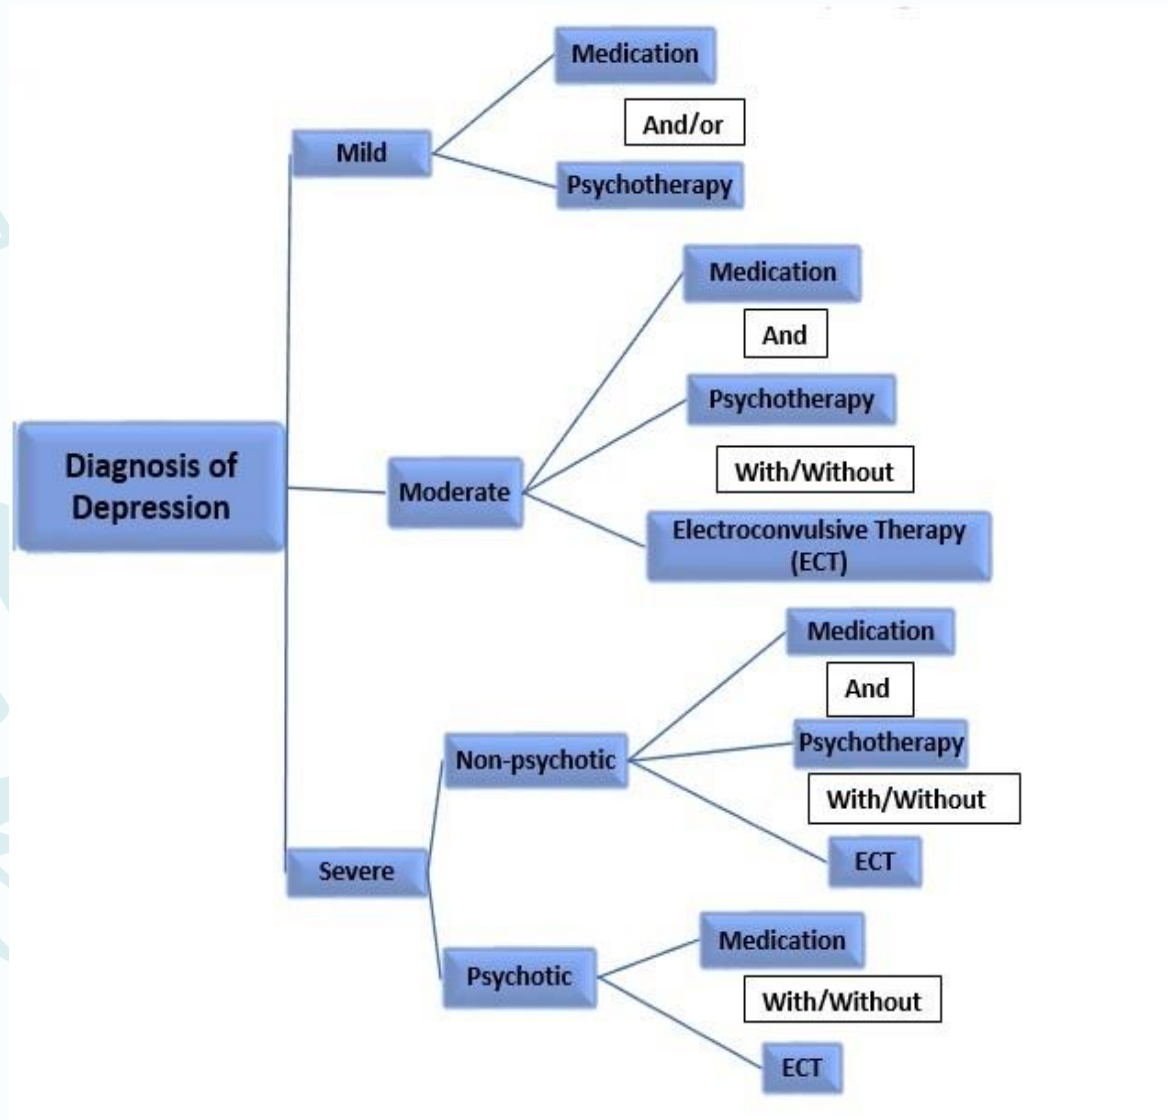 Medication
And/or
Mild
Psychotherapy
Medication
And
Psychotherapy
With/Without
Diagnosis of
Depression
Moderate
Electroconvulsive Therapy
(ECT)
Medication
And
Psychotherapy
Non-psychotic
With/Without
ECT
Severe
Medication
Psychotic
With/Without
ECT